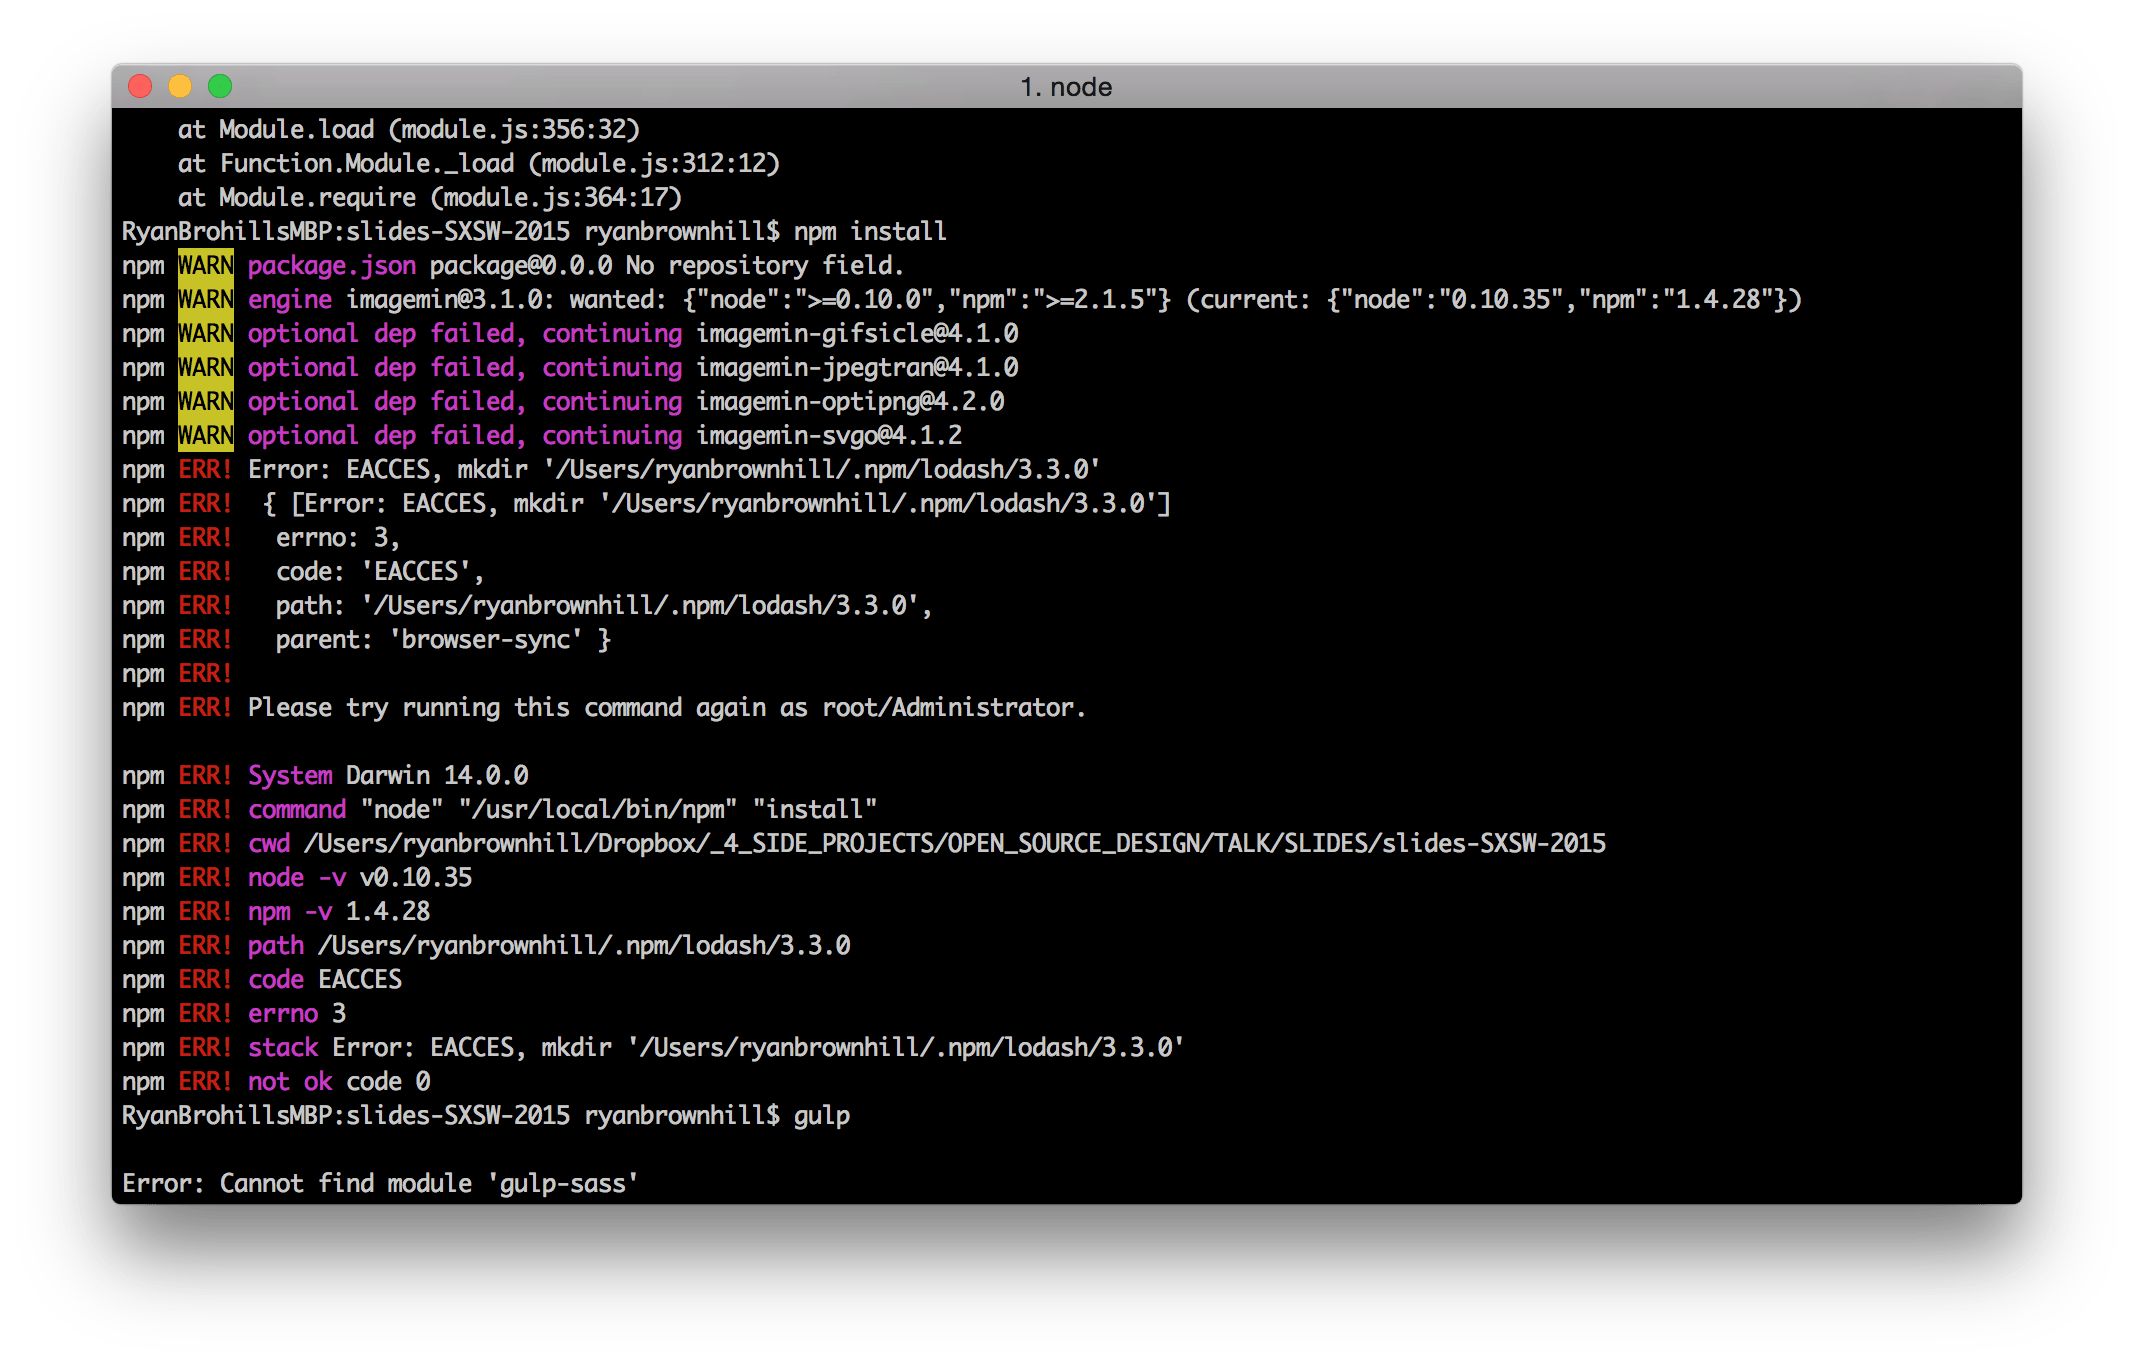 1. node
    at Module.load (module.js:356:32)
    at Function.Module._load (module.js:312:12)
    at Module.require (module.js:364:17)
RyanBrohillsMBP:slides-SXSW-2015 ryanbrownhill$ npm install
npm WARN package.json package@0.0.0 No repository field.
npm WARN engine imagemin@3.1.0: wanted: {"node":">=0.10.0","npm":">=2.1.5"} (current: {"node":"0.10.35","npm":"1.4.28"})
npm WARN optional dep failed, continuing imagemin-gifsicle@4.1.0
npm WARN optional dep failed, continuing imagemin-jpegtran@4.1.0
npm WARN optional dep failed, continuing imagemin-optipng@4.2.0
npm WARN optional dep failed, continuing imagemin-svgo@4.1.2
npm ERR! Error: EACCES, mkdir '/Users/ryanbrownhill/.npm/lodash/3.3.0'
npm ERR!  { [Error: EACCES, mkdir '/Users/ryanbrownhill/.npm/lodash/3.3.0']
npm ERR!   errno: 3,
npm ERR!   code: 'EACCES',
npm ERR!   path: '/Users/ryanbrownhill/.npm/lodash/3.3.0',
npm ERR!   parent: 'browser-sync' }
npm ERR!
npm ERR! Please try running this command again as root/Administrator.
npm ERR! System Darwin 14.0.0
npm ERR! command "node" "/usr/local/bin/npm" "install"
npm ERR! cwd /Users/ryanbrownhill/Dropbox/_4_SIDE_PROJECTS/OPEN_SOURCE_DESIGN/TALK/SLIDES/slides-SXSW-2015
npm ERR! node -v v0.10.35
npm ERR! npm -v 1.4.28
npm ERR! path /Users/ryanbrownhill/.npm/lodash/3.3.0
npm ERR! code EACCES
npm ERR! errno 3
npm ERR! stack Error: EACCES, mkdir '/Users/ryanbrownhill/.npm/lodash/3.3.0'
npm ERR! not ok code 0
RyanBrohillsMBP:slides-SXSW-2015 ryanbrownhill$ gulp
Error: Cannot find module 'gulp-sass'